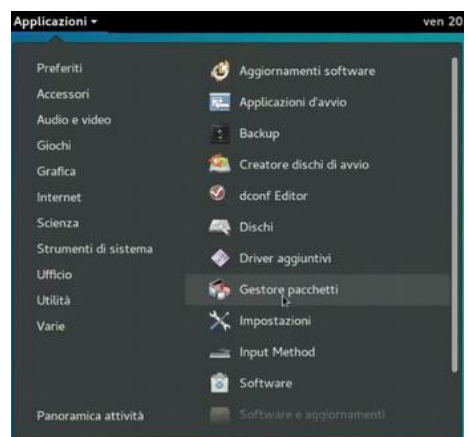 Applicazioni
ven 20
Preferiti
Accessori
Audio e video
Giochi
Grafica
Internet
Scienza
Strumenti di sistema
Ufficio
Utilità
Varie
Panoramica attività
Aggiornamenti software
Applicazioni d'avvio
Backup
Creatore dischi di avvio
dconf Editor
Dischi
Driver aggiuntivi
Gestore pacchetti
Impostazioni
Input Method
Software
Software e aggiornamenti